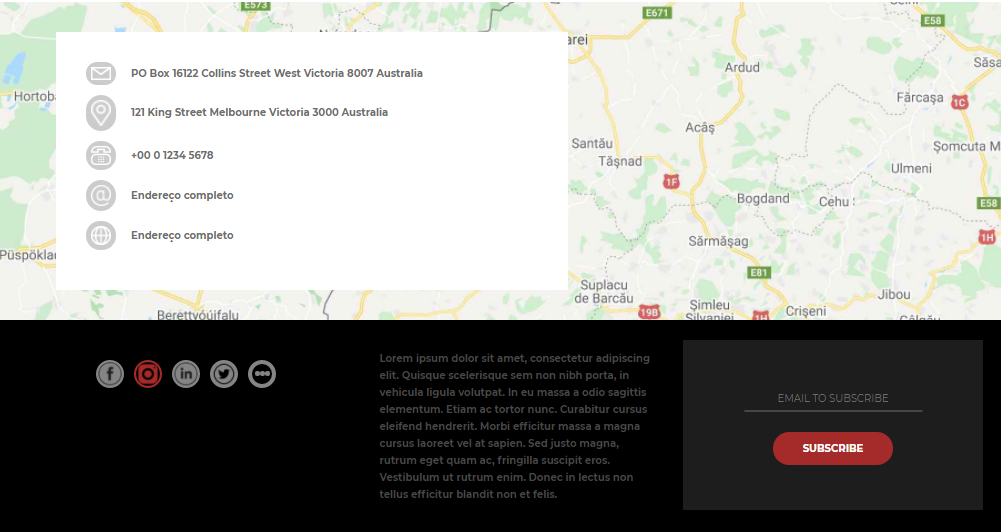 E573
E671
E58
arei
Săsa
Ardud
Hortoba
PO Box 16122 Collins Street West Victoria 8007 Australia
Fărcașa
1C
121 King Street Melbourne Victoria 3000 Australia
Acâș
Santău
Șomcuta M
+00 0 1234 5678
Tășnad
Ulmeni
1F
Endereço completo
Bogdand
Cehu
E58
Endereço completo
Sărmășag
1H
Püspökla
E81
Suplacu
de Barcău
Jibou
Șimleu
Silvaniei
Crișeni
19B
1H
Berettyóújfalu
f
in
Lorem ipsum dolor sit amet, consectetur adipiscing
elit. Quisque scelerisque sem non nibh porta, in
vehicula ligula volutpat. In eu massa a odio sagittis
elementum. Etiam ac tortor nunc. Curabitur cursus
eleifend hendrerit. Morbi efficitur massa a magna
cursus laoreet vel at sapien. Sed justo magna,
rutrum eget quam ac, fringilla suscipit eros.
Vestibulum ut rutrum enim. Donec in lectus non
tellus efficitur blandit non et felis.
EMAIL TO SUBSCRIBE
SUBSCRIBE